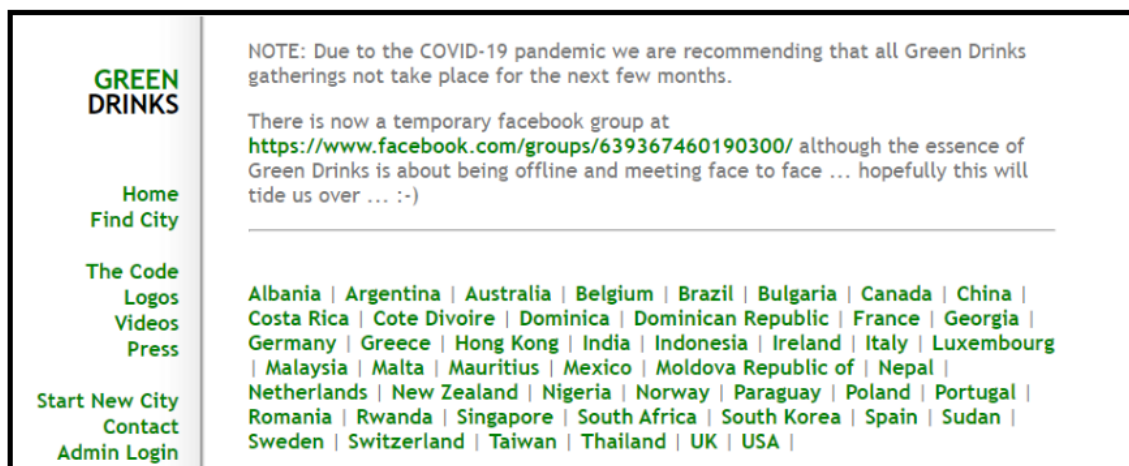 GREEN
DRINKS
Home
Find City
The Code
Logos
Videos
Press
Start New City
Contact
Admin Login
NOTE: Due to the COVID-19 pandemic we are recommending that all Green Drinks
gatherings not take place for the next few months.
There is now a temporary facebook group at
https://www.facebook.com/groups/639367460190300/ although the essence of
Green Drinks is about being offline and meeting face to face ... hopefully this will
tide us over ... :-)
Albania | Argentina | Australia | Belgium | Brazil | Bulgaria | Canada | China |
Costa Rica | Cote Divoire | Dominica | Dominican Republic | France | Georgia |
Germany | Greece | Hong Kong | India | Indonesia | Ireland | Italy | Luxembourg
| Malaysia | Malta | Mauritius | Mexico | Moldova Republic of | Nepal |
Netherlands | New Zealand | Nigeria | Norway | Paraguay | Poland | Portugal |
Romania | Rwanda | Singapore | South Africa | South Korea | Spain | Sudan |
Sweden | Switzerland | Taiwan | Thailand | UK | USA |